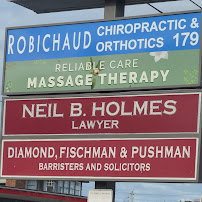 ROBICHAUD CHIROPRACTIC &
ORTHOTICS 179
RELIABLE CARE
MASSAGE THERAPY
NEIL B. HOLMES
LAWYER
DIAMOND, FISCHMAN & PUSHMAN
BARRISTERS AND SOLICITORS